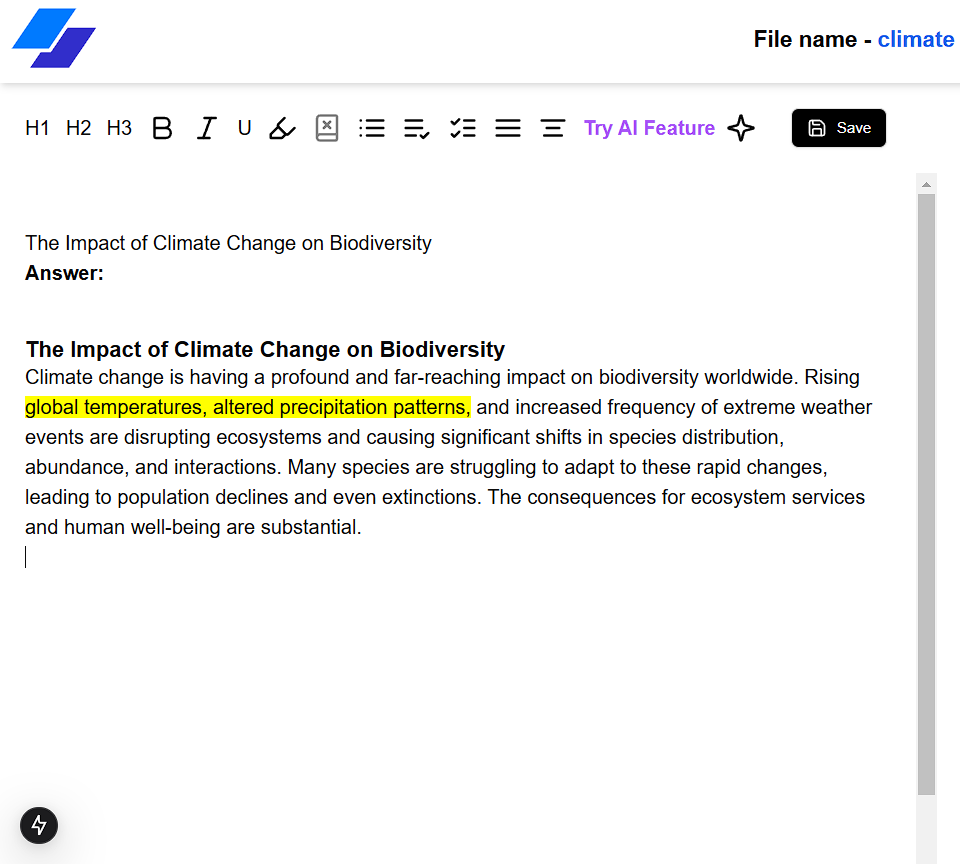 File name - climate
H1 H2 H3 B I U Try AI Feature Save
The Impact of Climate Change on Biodiversity
Answer:
The Impact of Climate Change on Biodiversity
Climate change is having a profound and far-reaching impact on biodiversity worldwide. Rising
global temperatures, altered precipitation patterns, and increased frequency of extreme weather
events are disrupting ecosystems and causing significant shifts in species distribution,
abundance, and interactions. Many species are struggling to adapt to these rapid changes,
leading to population declines and even extinctions. The consequences for ecosystem services
and human well-being are substantial.